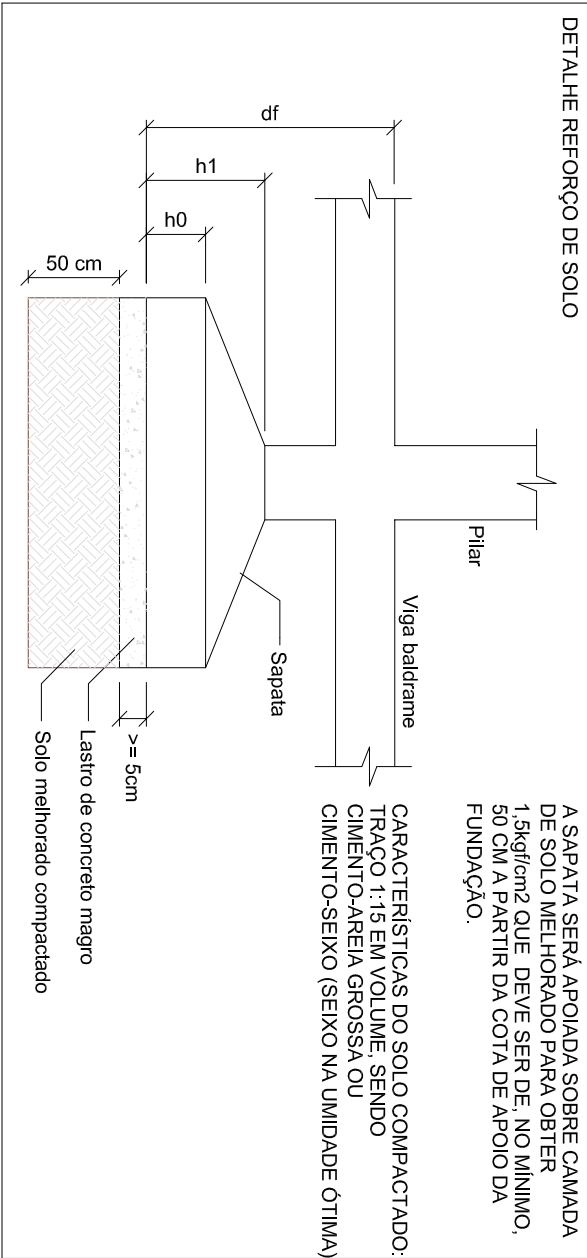 DETALHE REFORÇO DE SOLO
df
h1
h0
50 cm
Pilar
Viga baldrame
Sapata
>= 5cm
Lastro de concreto magro
Solo melhorado compactado
A SAPATA SERÁ APOIADA SOBRE CAMADA
DE SOLO MELHORADO PARA OBTER
1,5kgf/cm2 QUE DEVE SER DE, NO MÍNIMO,
50 CM A PARTIR DA COTA DE APOIO DA
FUNDAÇÃO.
CARACTERÍSTICAS DO SOLO COMPACTADO:
TRAÇO 1:15 EM VOLUME, SENDO
CIMENTO-AREIA GROSSA OU
CIMENTO-SEIXO (SEIXO NA UMIDADE ÓTIMA)